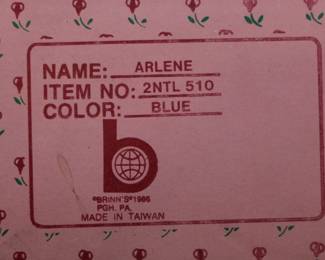 NAME: ARLENE
ITEM NO: 2NTL 510
COLOR: BLUE
b
©BRINN'S®1986
PGH. PA.
MADE IN TAIWAN